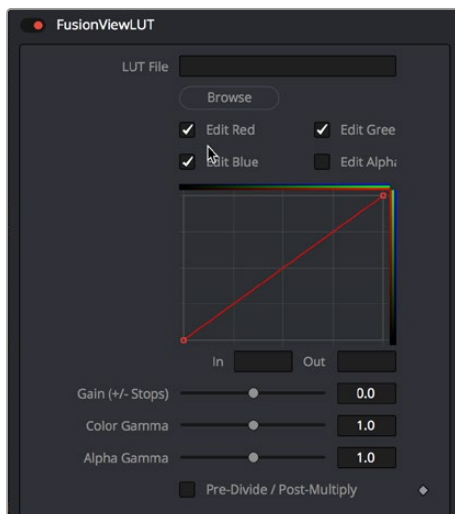 FusionViewLUT
LUT File
Browse
Edit Red Edit Gree
Edit Blue Edit Alpha
In Out
Gain (+/- Stops) 0.0
Color Gamma 1.0
Alpha Gamma 1.0
Pre-Divide / Post-Multiply